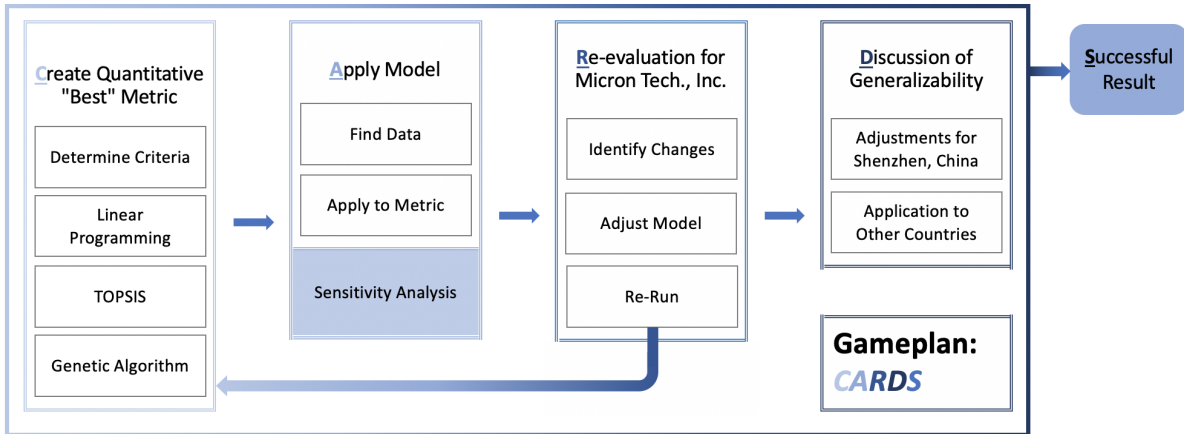 Create Quantitative
"Best" Metric
Determine Criteria
Linear
Programming
TOPSIS
Genetic Algorithm
Apply Model
Find Data
Apply to Metric
Sensitivity Analysis
Re-evaluation for
Micron Tech., Inc.
Identify Changes
Adjust Model
Re-Run
Discussion of
Generalizability
Adjustments for
Shenzhen, China
Application to
Other Countries
Gameplan:
CARDS
Successful
Result